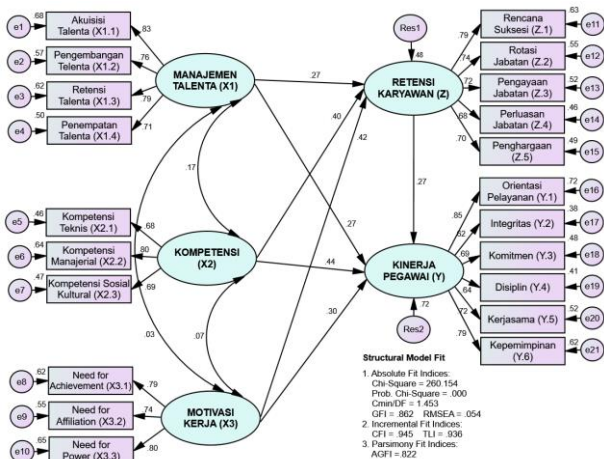 e1
.68
Akuisisi
Talenta (X1.1)
.83
e2
.57
Pengembangan
Talenta (X1.2)
.76
e3
.62
Retensi
Talenta (X1.3)
.79
e4
.50
Penempatan
Talenta (X1.4)
.71
MANAJEMEN
TALENTA (X1)
e5
.46
Kompetensi
Teknis (X2.1)
.68
e6
.64
Kompetensi
Manajerial (X2.2)
.80
e7
.47
Kompetensi Sosial
Kultural (X2.3)
.69
KOMPETENSI
(X2)
e8
.62
Need for
Achievement (X3.1)
.79
e9
.55
Need for
Affiliation (X3.2)
.74
e10
.65
Need for
Power (X3.3)
.80
MOTIVASI
KERJA (X3)
.17
.03
.07
.27
.40
.42
.27
.44
.30
.27
Res1
.48
RETENSI
KARYAWAN (Z)
.79
Rencana
Suksesi (Z.1)
.63
e11
.74
Rotasi
Jabatan (Z.2)
.55
e12
.72
Pengayaan
Jabatan (Z.3)
.52
e13
.68
Perluasan
Jabatan (Z.4)
.46
e14
.70
Penghargaan
(Z.5)
.49
e15
KINERJA
PEGAWAI (Y)
.72
Res2
.85
Orientasi
Pelayanan (Y.1)
.72
e16
.62
Integritas (Y.2)
.38
e17
.69
Komitmen (Y.3)
.48
e18
.64
Disiplin (Y.4)
.41
e19
.72
Kerjasama (Y.5)
.52
e20
.79
Kepemimpinan
(Y.6)
.62
e21
Structural Model Fit
1. Absolute Fit Indices:
Chi-Square = 260.154
Prob. Chi-Square = .000
Cmin/DF = 1.453
GFI = .862 RMSEA = .054
2. Incremental Fit Indices:
CFI = .945 TLI = .936
3. Parsimony Fit Indices:
AGFI =.822